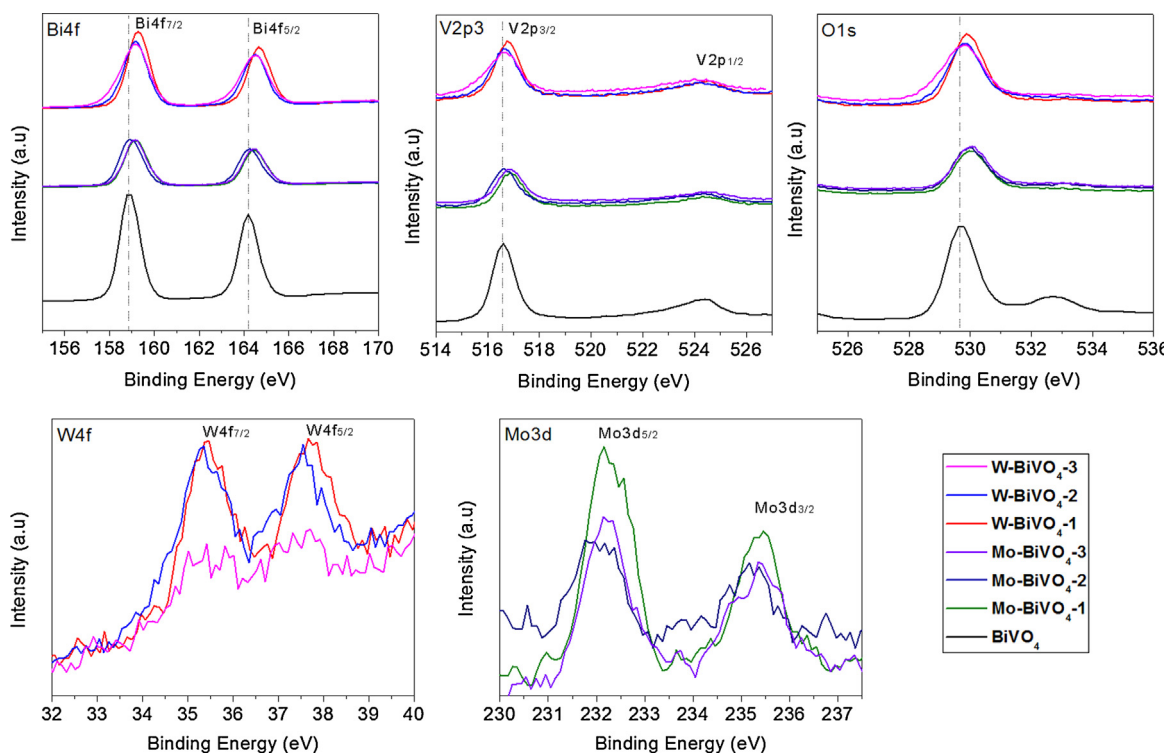 Bi4f
Bi4f7/2
Bi4f5/2
Intensity (a.u)
156 158 160 162 164 166 168 170
Binding Energy (eV)
V2p3
V2p3/2
V2p1/2
Intensity (a.u)
514 516 518 520 522 524 526
Binding Energy (eV)
O1s
Intensity (a.u)
526 528 530 532 534 536
Binding Energy (eV)
W4f
W4f7/2
W4f5/2
Intensity (a.u)
32 33 34 35 36 37 38 39 40
Binding Energy (eV)
Mo3d
Mo3d5/2
Mo3d3/2
Intensity (a.u)
230 231 232 233 234 235 236 237
Binding Energy (eV)
W-BiVO4-3
W-BiVO4-2
W-BiVO4-1
Mo-BiVO4-3
Mo-BiVO4-2
Mo-BiVO4-1
BiVO4